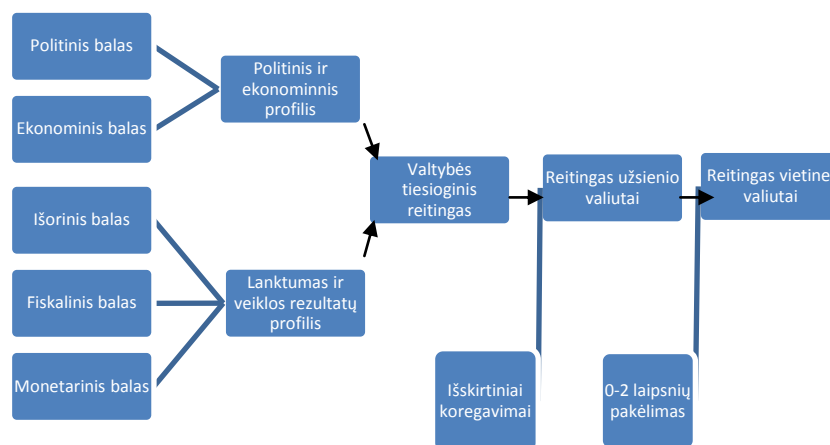 Politinis balas
Ekonominis balas
Politinis ir
ekonominnis
profilis
Išorinis balas
Fiskalinis balas
Monetarinis balas
Lanktumas ir
veiklos rezultatų
profilis
Valtybės
tiesioginis
reitingas
Reitingas užsienio
valiutai
Reitingas vietine
valiutai
Išskirtiniai
koregavimai
0-2 laipsnių
pakėlimas